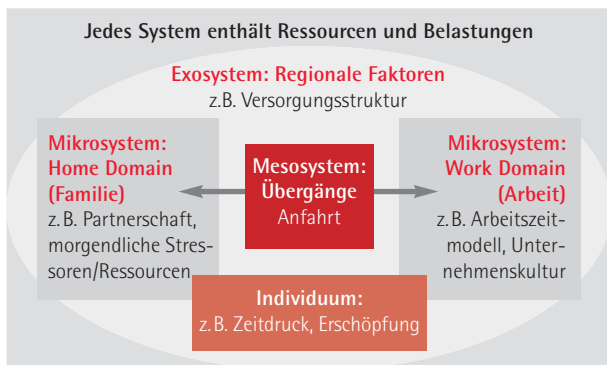 Jedes System enthält Ressourcen und Belastungen
Exosystem: Regionale Faktoren
z.B. Versorgungsstruktur
Mikrosystem:
Home Domain
(Familie)
z.B. Partnerschaft,
morgendliche Stres-
soren/Ressourcen
Mesosystem:
Übergänge
Anfahrt
Mikrosystem:
Work Domain
(Arbeit)
z.B. Arbeitszeit-
modell, Unter-
nehmenskultur
Individuum:
z.B. Zeitdruck, Erschöpfung